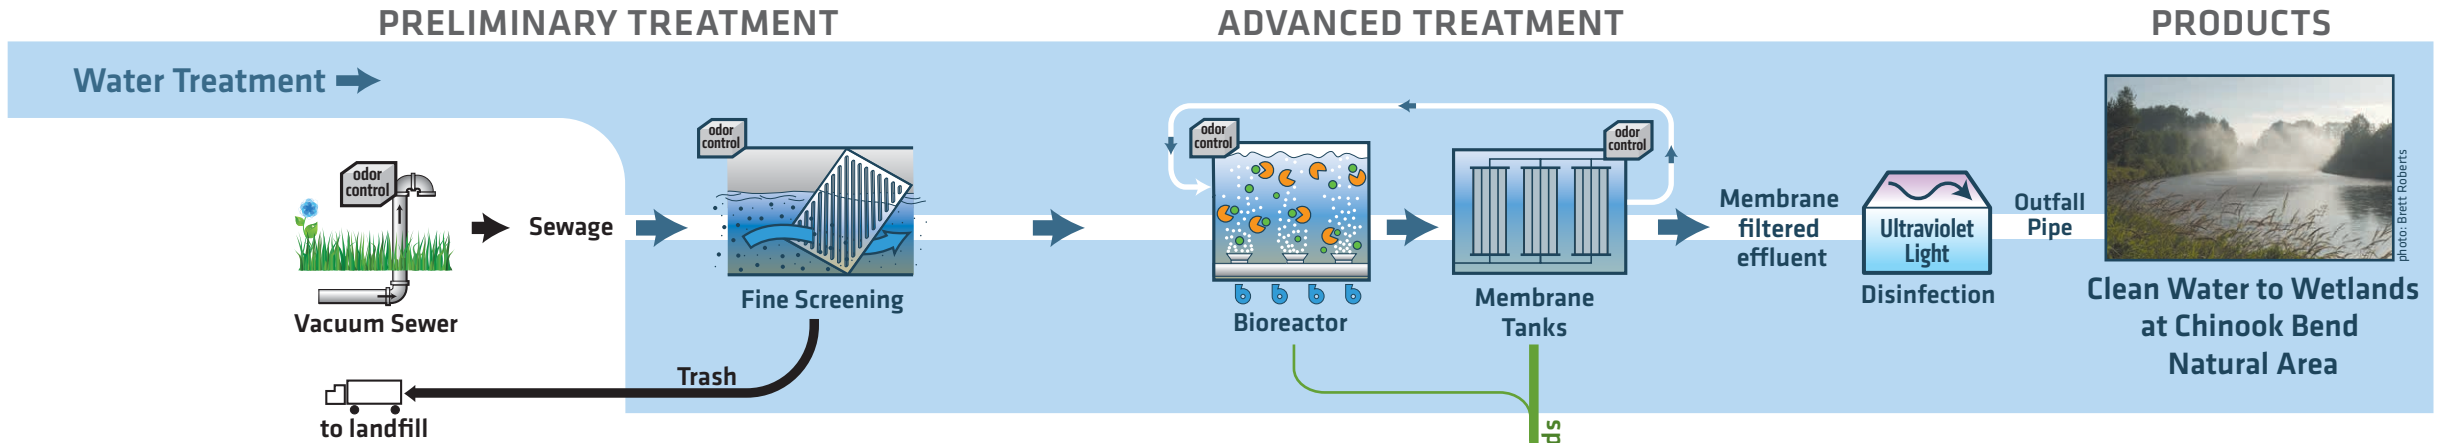 PRELIMINARY TREATMENT
ADVANCED TREATMENT
PRODUCTS
Water Treatment
odor
control
Vacuum Sewer
Sewage
odor
control
Fine Screening
Trash
to landfill
odor
control
Bioreactor
odor
control
Membrane
Tanks
Membrane
filtered
effluent
Ultraviolet
Light
Disinfection
Outfall
Pipe
photo: Brett Roberts
Clean Water to Wetlands
at Chinook Bend
Natural Area
ds